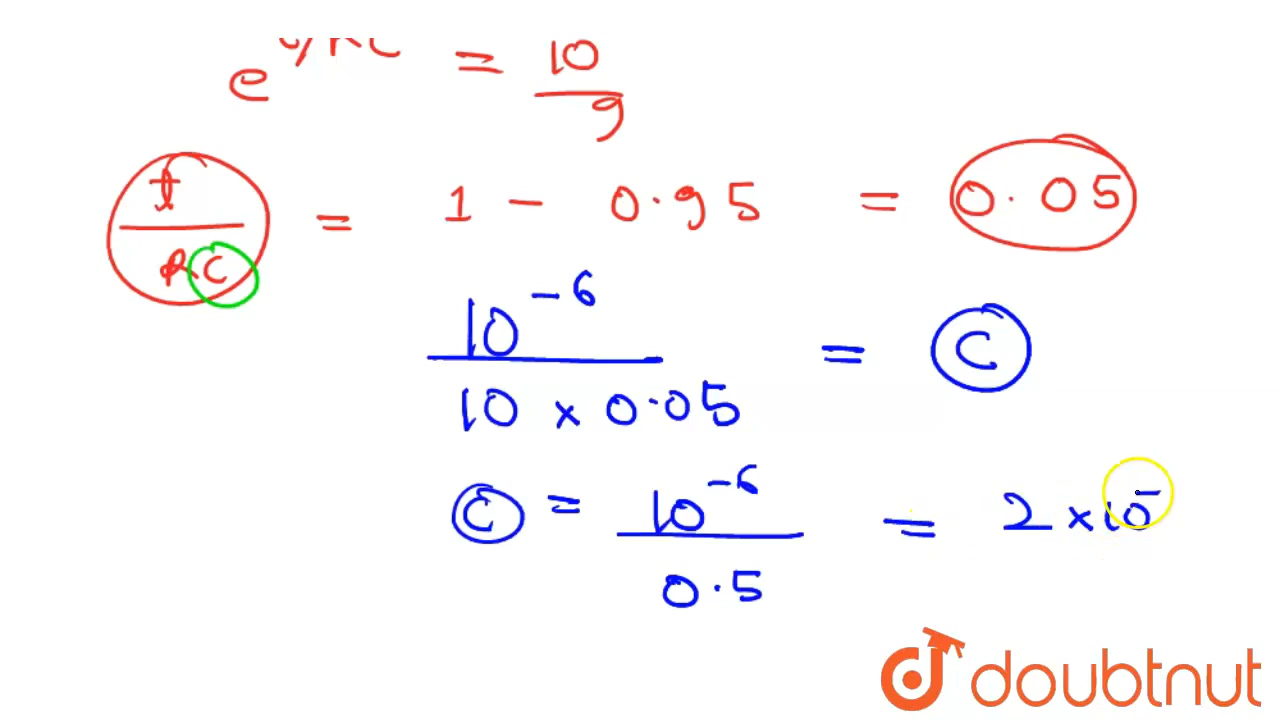 e^t/RC = 10/9
t/RC = 1 - 0.95 = 0.05
10^-6 / 10 x 0.05 = C
C = 10^-6 / 0.5 = 2 x 10^-
doubtnut